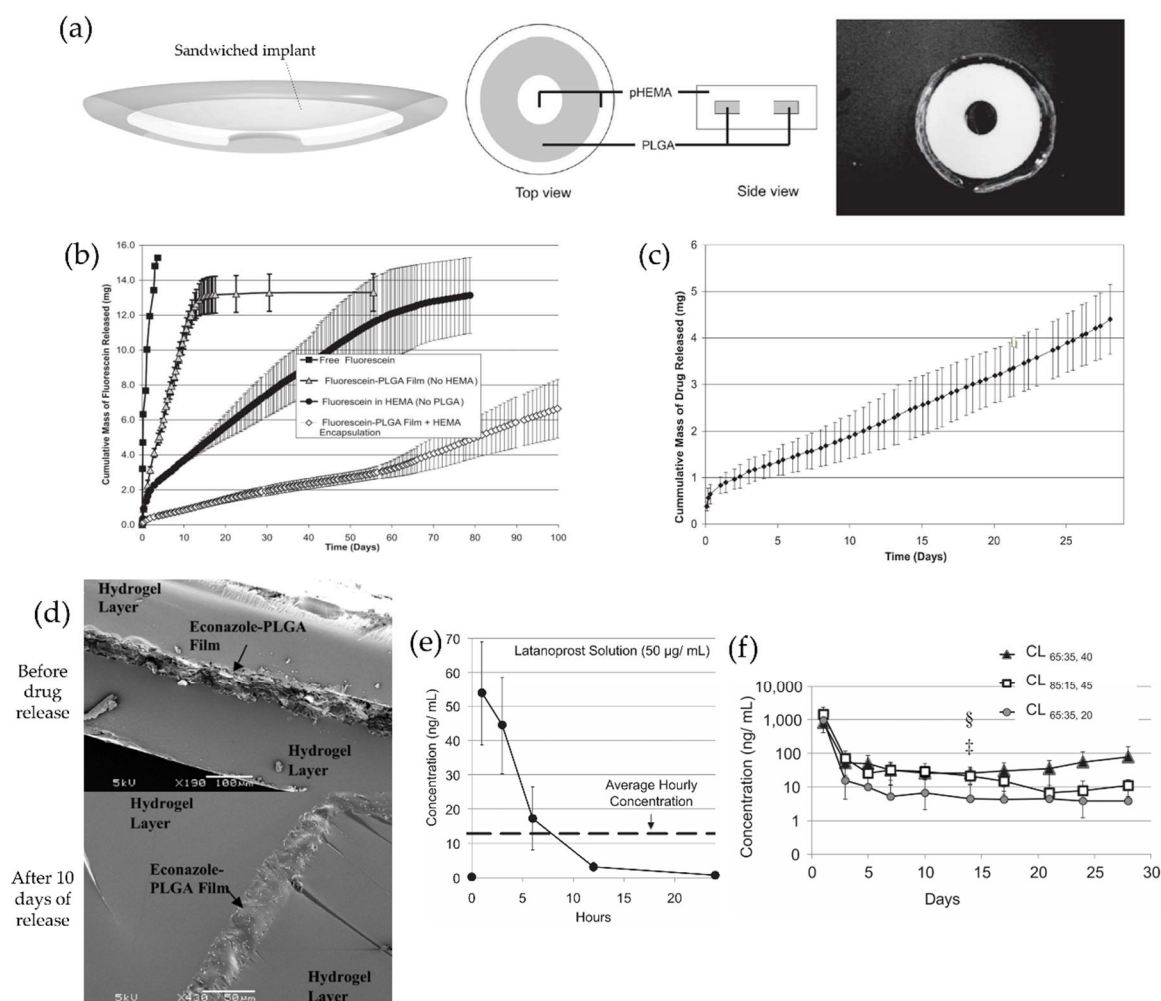 (a)
Sandwiched implant
pHEMA
PLGA
Top view
Side view
(b)
Cumulative Mass of Fluorescein Released (mg)
16.0
14.0
12.0
10.0
8.0
6.0
4.0
2.0
0.0
Free Fluorescein
Fluorescein-PLGA Film (No HEMA)
Fluorescein in HEMA (No PLGA)
Fluorescein-PLGA Film + HEMA
Encapsulation
0 10 20 30 40 50 60 70 80 90 100
Time (Days)
(c)
Cummulative Mass of Drug Released (mg)
6
5
4
3
2
1
0
0 5 10 15 20 25
Time (Days)
(d)
Before
drug
release
Hydrogel
Layer
Econazole-PLGA
Film
Hydrogel
Layer
5kV X190 100μm
After 10
days of
release
Hydrogel
Layer
Econazole-
PLGA Film
Hydrogel
Layer
5kV X430 50μm
(e)
Concentration (ng/ mL)
70
60
50
40
30
20
10
0
Latanoprost Solution (50 μg/ mL)
Average Hourly
Concentration
0 5 10 15 20
Hours
(f)
CL 65:35, 40
CL 85:15, 45
CL 65:35, 20
Concentration (ng/ mL)
10,000
1,000
100
10
1
0
§
‡
0 5 10 15 20 25 30
Days